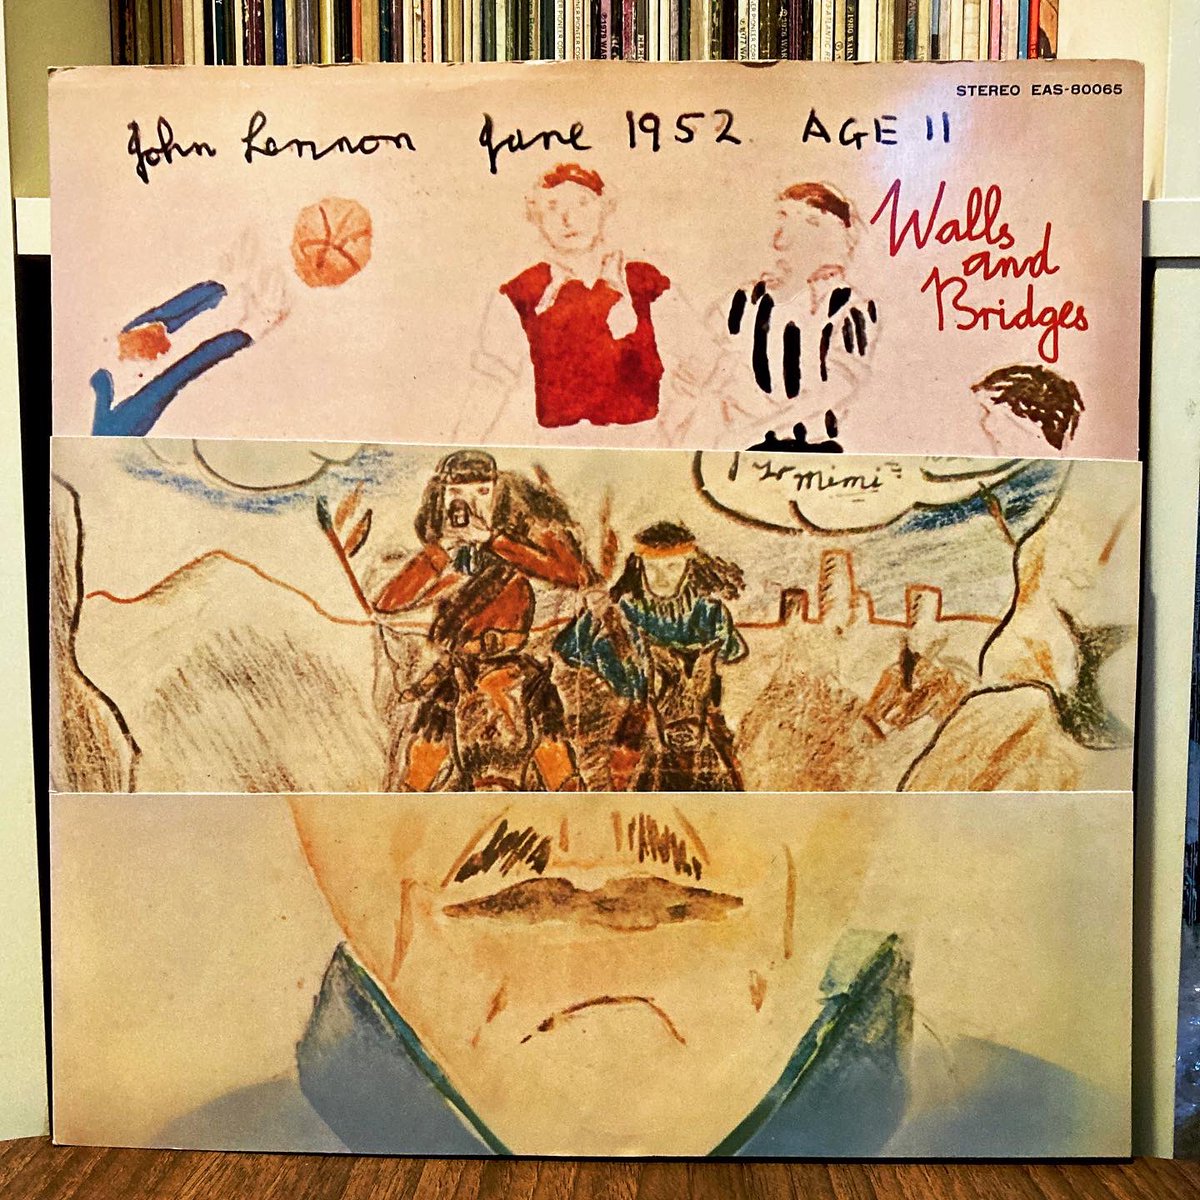 STEREO EAS-80065
John Lennon June 1952 AGE 11
Walls
and
Bridges
to mimi